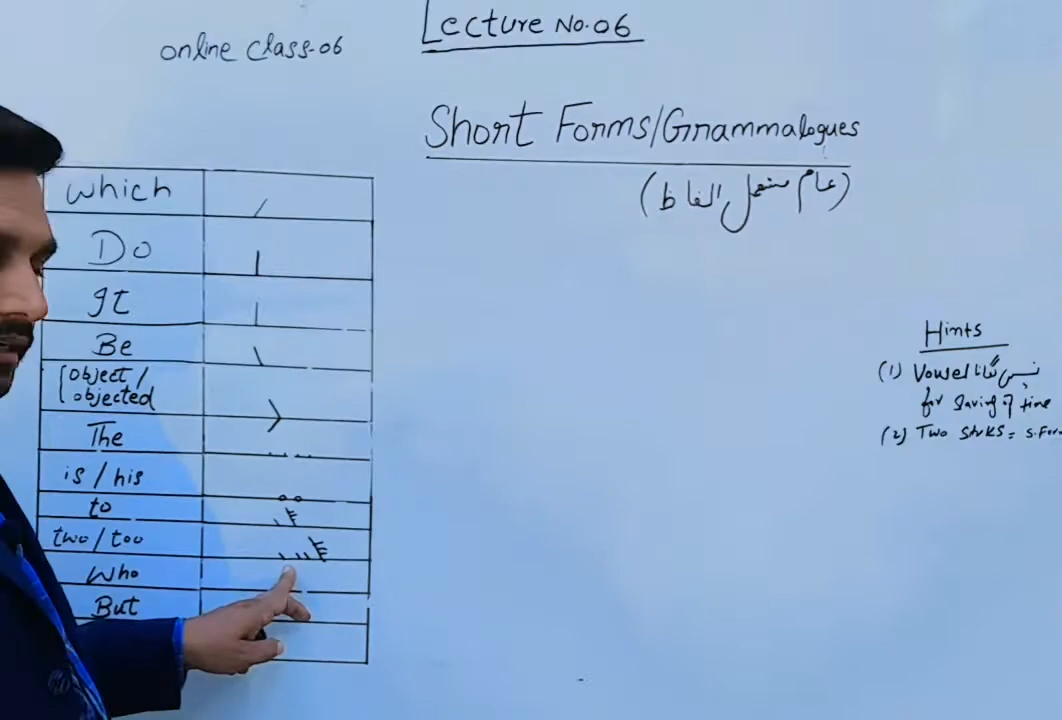 Lecture No.06
online Class-06
Short Forms/Grammalogues
(عام مستعمل الفاظ)
Which
Do
It
Be
object /
objected
The
is / his
to
two/too
Who
But
Hints
(1) Vowel لگانا نہیں
for saving of time
(2) Two stRKS = S.For